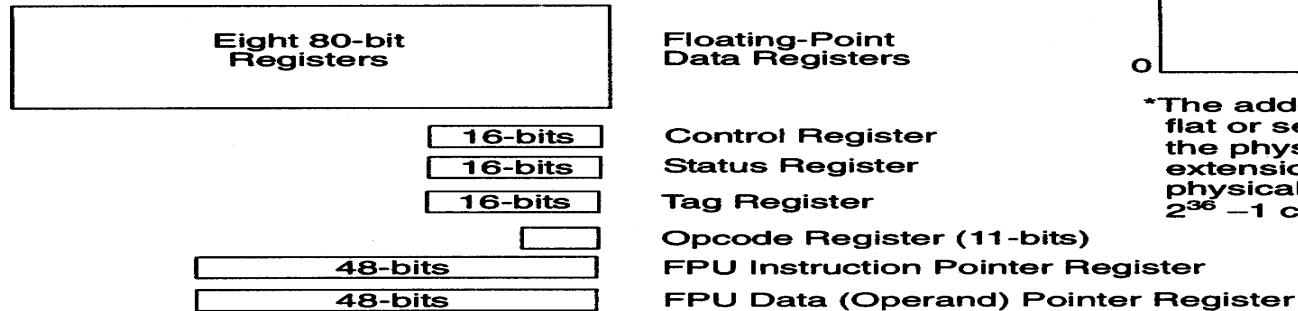 Eight 80-bit
Registers
Floating-Point
Data Registers
0
16-bits
Control Register
16-bits
Status Register
16-bits
Tag Register
Opcode Register (11-bits)
48-bits
FPU Instruction Pointer Register
48-bits
FPU Data (Operand) Pointer Register
*The add
flat or se
the phys
extensio
physical
2³⁶ –1 c